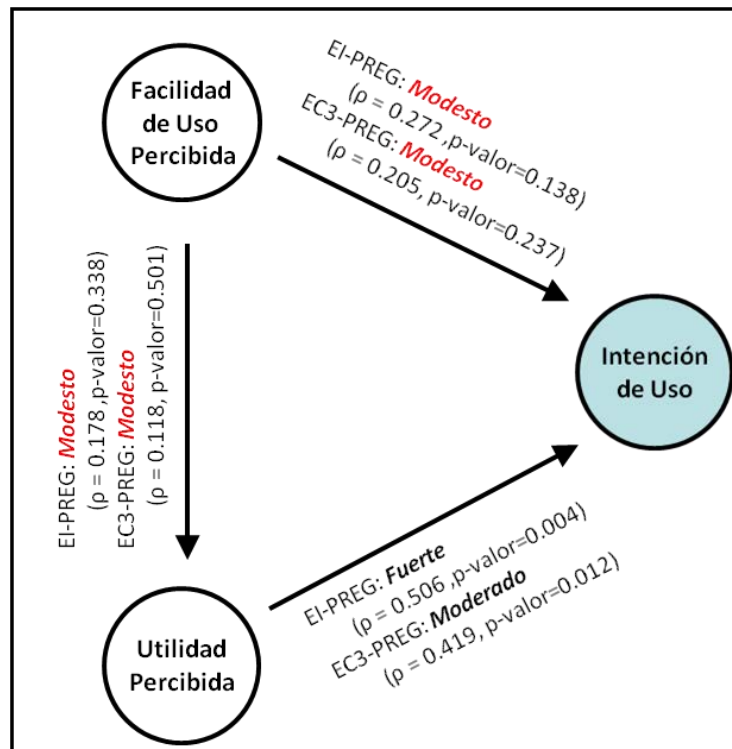 Facilidad
de Uso
Percibida
EI-PREG: Modesto
(ρ = 0.272 ,p-valor=0.138)
EC3-PREG: Modesto
(ρ = 0.205, p-valor=0.237)
EI-PREG: Modesto
(ρ = 0.178 ,p-valor=0.338)
EC3-PREG: Modesto
(ρ = 0.118, p-valor=0.501)
Intención
de Uso
EI-PREG: Fuerte
(ρ = 0.506 ,p-valor=0.004)
EC3-PREG: Moderado
(ρ = 0.419, p-valor=0.012)
Utilidad
Percibida